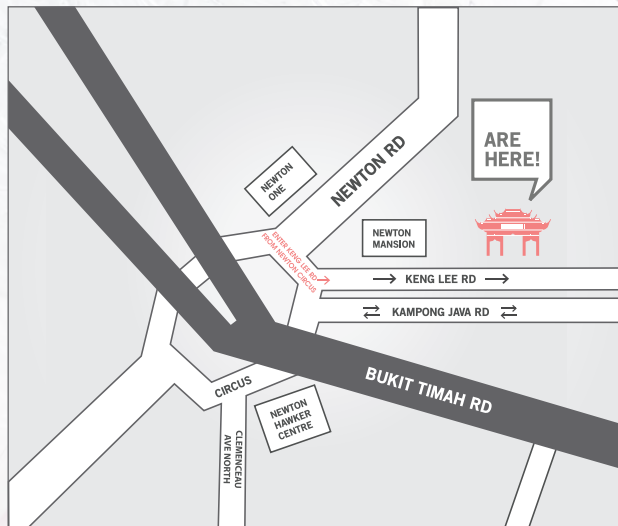 ARE
HERE!
NEWTON RD
NEWTON
ONE
NEWTON
MANSION
ENTER KENG LEE RD
FROM NEWTON CIRCUS
KENG LEE RD
KAMPONG JAVA RD
BUKIT TIMAH RD
CIRCUS
NEWTON
HAWKER
CENTRE
CLEMENCEAU
AVE NORTH